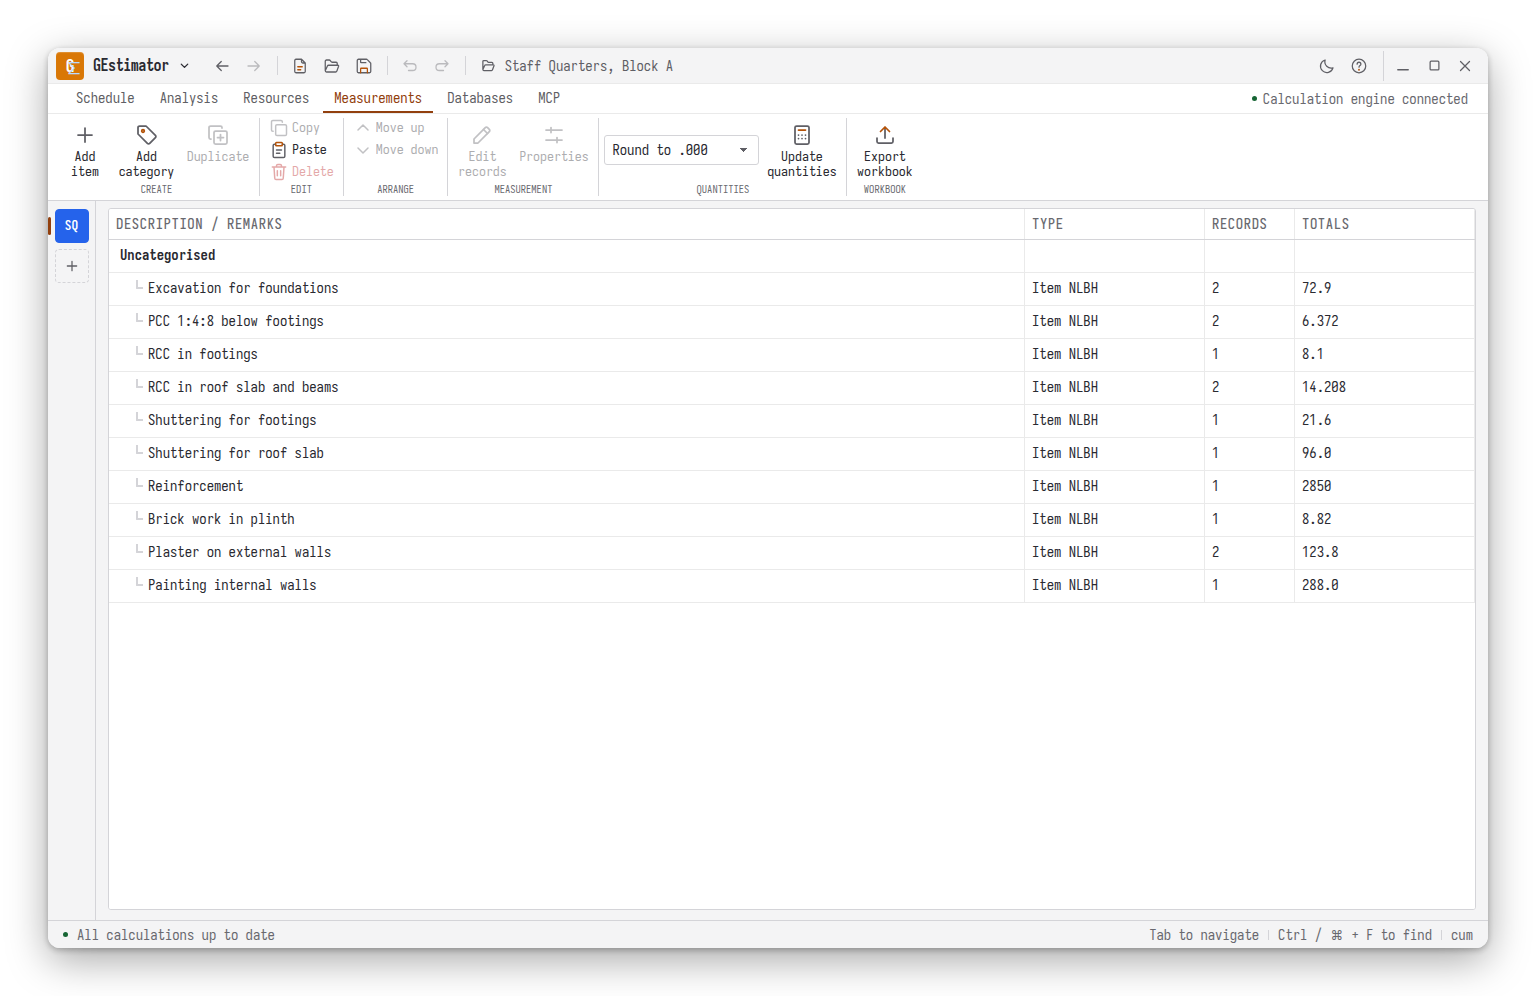 GEstimator
Staff Quarters, Block A
Schedule Analysis Resources Measurements Databases MCP
Calculation engine connected
Add item
Add category
Duplicate
CREATE
Copy
Paste
Delete
EDIT
Move up
Move down
ARRANGE
Edit records
Properties
MEASUREMENT
Round to .000
Update quantities
QUANTITIES
Export workbook
WORKBOOK
SQ
DESCRIPTION / REMARKS TYPE RECORDS TOTALS
Uncategorised
Excavation for foundations Item NLBH 2 72.9
PCC 1:4:8 below footings Item NLBH 2 6.372
RCC in footings Item NLBH 1 8.1
RCC in roof slab and beams Item NLBH 2 14.208
Shuttering for footings Item NLBH 1 21.6
Shuttering for roof slab Item NLBH 1 96.0
Reinforcement Item NLBH 1 2850
Brick work in plinth Item NLBH 1 8.82
Plaster on external walls Item NLBH 2 123.8
Painting internal walls Item NLBH 1 288.0
All calculations up to date
Tab to navigate Ctrl / ⌘ + F to find cum